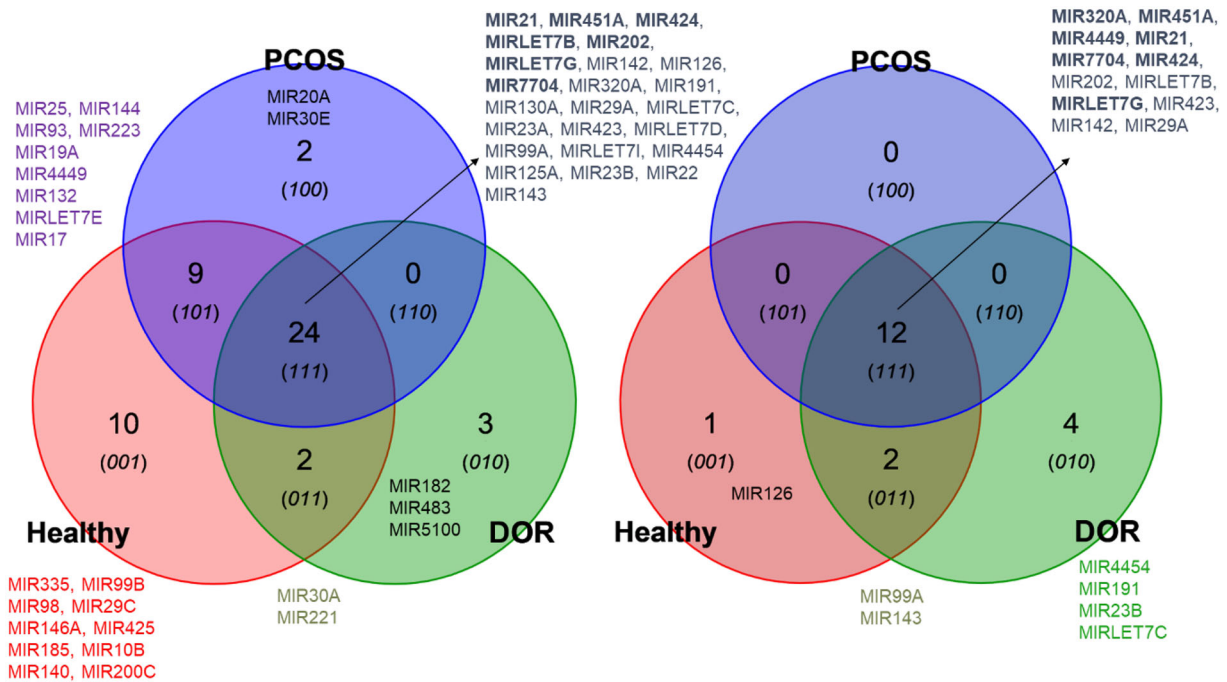 PCOS
MIR20A
MIR30E
2
(100)
MIR25, MIR144
MIR93, MIR223
MIR19A
MIR4449
MIR132
MIRLET7E
MIR17
MIR21, MIR451A, MIR424,
MIRLET7B, MIR202,
MIRLET7G, MIR142, MIR126,
MIR7704, MIR320A, MIR191,
MIR130A, MIR29A, MIRLET7C,
MIR23A, MIR423, MIRLET7D,
MIR99A, MIRLET7I, MIR4454
MIR125A, MIR23B, MIR22
MIR143
9
(101)
0
(110)
24
(111)
10
(001)
2
(011)
3
(010)
MIR182
MIR483
MIR5100
Healthy
DOR
MIR335, MIR99B
MIR98, MIR29C
MIR146A, MIR425
MIR185, MIR10B
MIR140, MIR200C
MIR30A
MIR221
PCOS
0
(100)
MIR320A, MIR451A,
MIR4449, MIR21,
MIR7704, MIR424,
MIR202, MIRLET7B,
MIRLET7G, MIR423,
MIR142, MIR29A
0
(101)
0
(110)
12
(111)
1
(001)
MIR126
2
(011)
4
(010)
Healthy
DOR
MIR99A
MIR143
MIR4454
MIR191
MIR23B
MIRLET7C